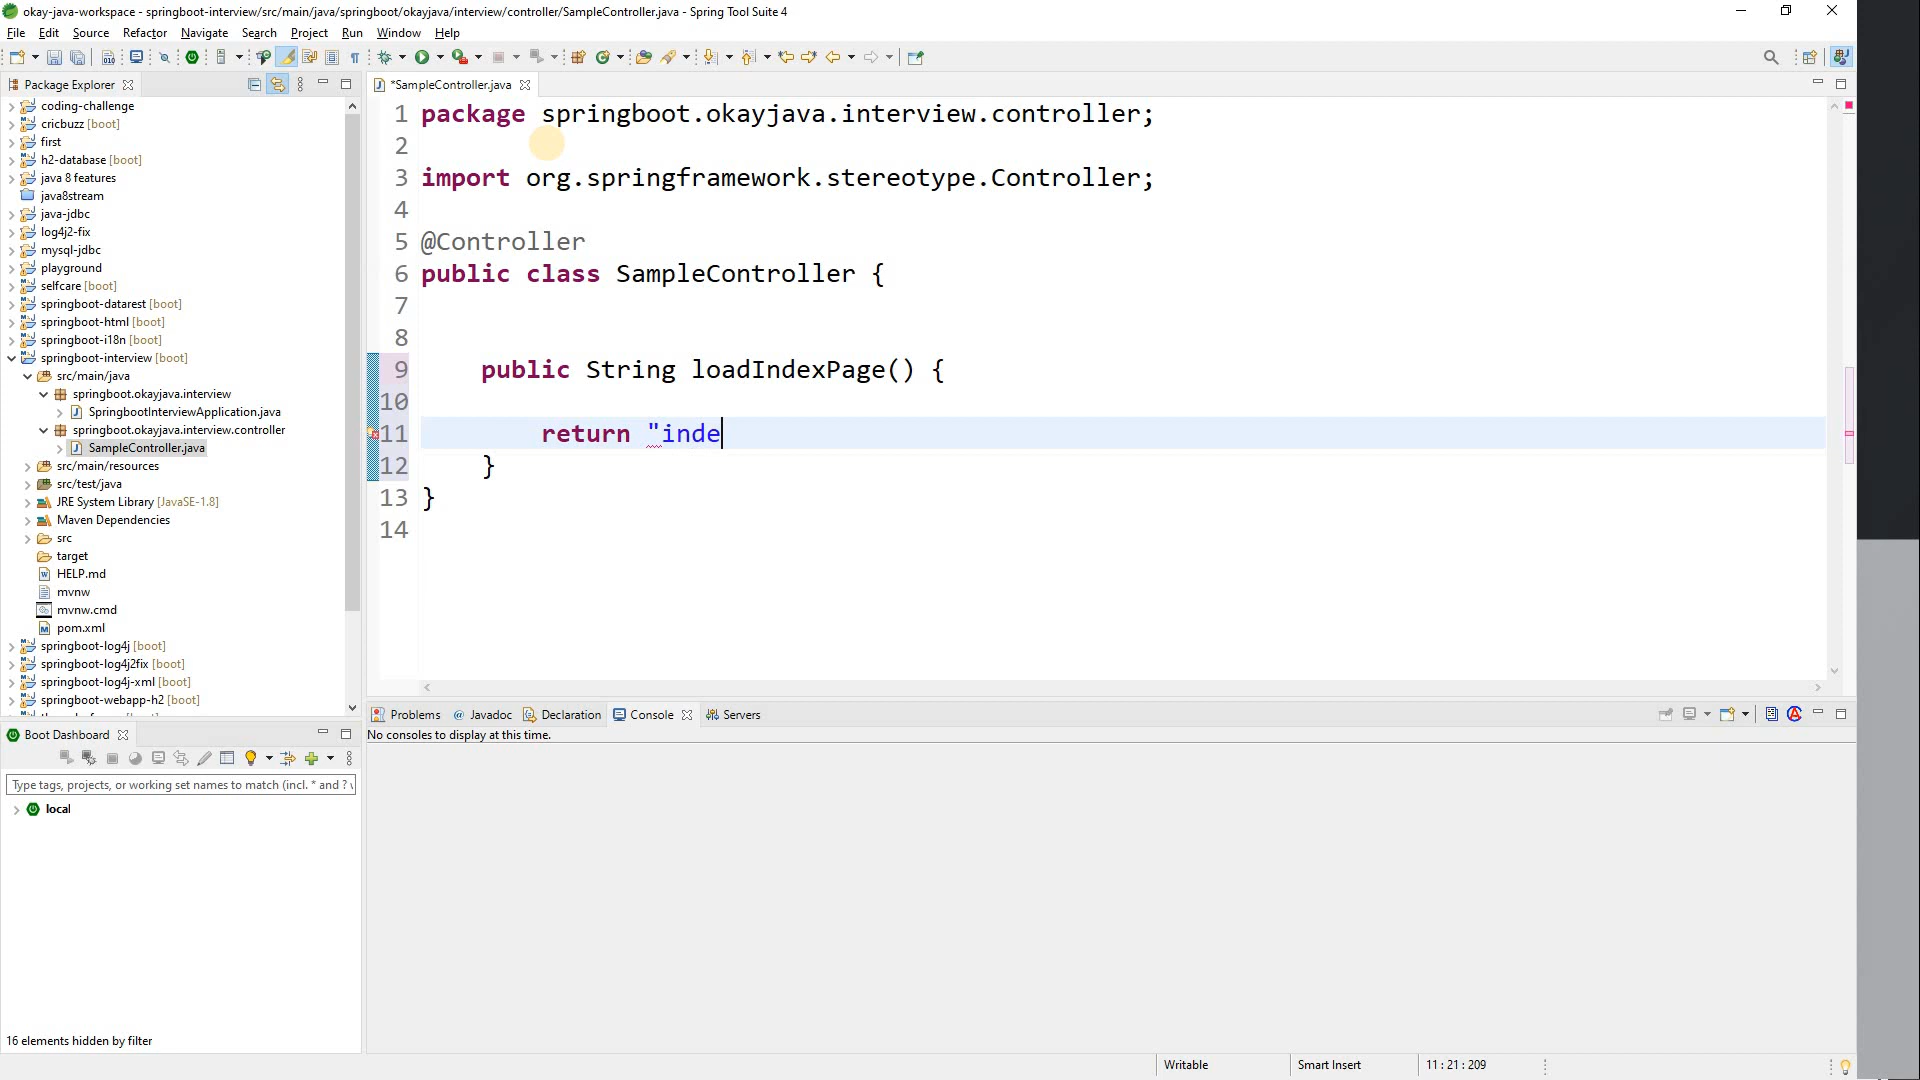 okay-java-workspace - springboot-interview/src/main/java/springboot/okayjava/interview/controller/SampleController.java - Spring Tool Suite 4
File Edit Source Refactor Navigate Search Project Run Window Help
Package Explorer
*SampleController.java
coding-challenge
cricbuzz [boot]
first
h2-database [boot]
java 8 features
java8stream
java-jdbc
log4j2-fix
mysql-jdbc
playground
selfcare [boot]
springboot-datarest [boot]
springboot-html [boot]
springboot-i18n [boot]
springboot-interview [boot]
src/main/java
springboot.okayjava.interview
SpringbootInterviewApplication.java
springboot.okayjava.interview.controller
SampleController.java
src/main/resources
src/test/java
JRE System Library [JavaSE-1.8]
Maven Dependencies
src
target
HELP.md
mvnw
mvnw.cmd
pom.xml
springboot-log4j [boot]
springboot-log4j2fix [boot]
springboot-log4j-xml [boot]
springboot-webapp-h2 [boot]
1 package springboot.okayjava.interview.controller;
2
3 import org.springframework.stereotype.Controller;
4
5 @Controller
6 public class SampleController {
7
8
9 public String loadIndexPage() {
10
11 return "inde
12 }
13 }
14
Boot Dashboard
Type tags, projects, or working set names to match (incl. * and ? \
local
16 elements hidden by filter
Problems Javadoc Declaration Console Servers
No consoles to display at this time.
Writable Smart Insert 11 : 21 : 209